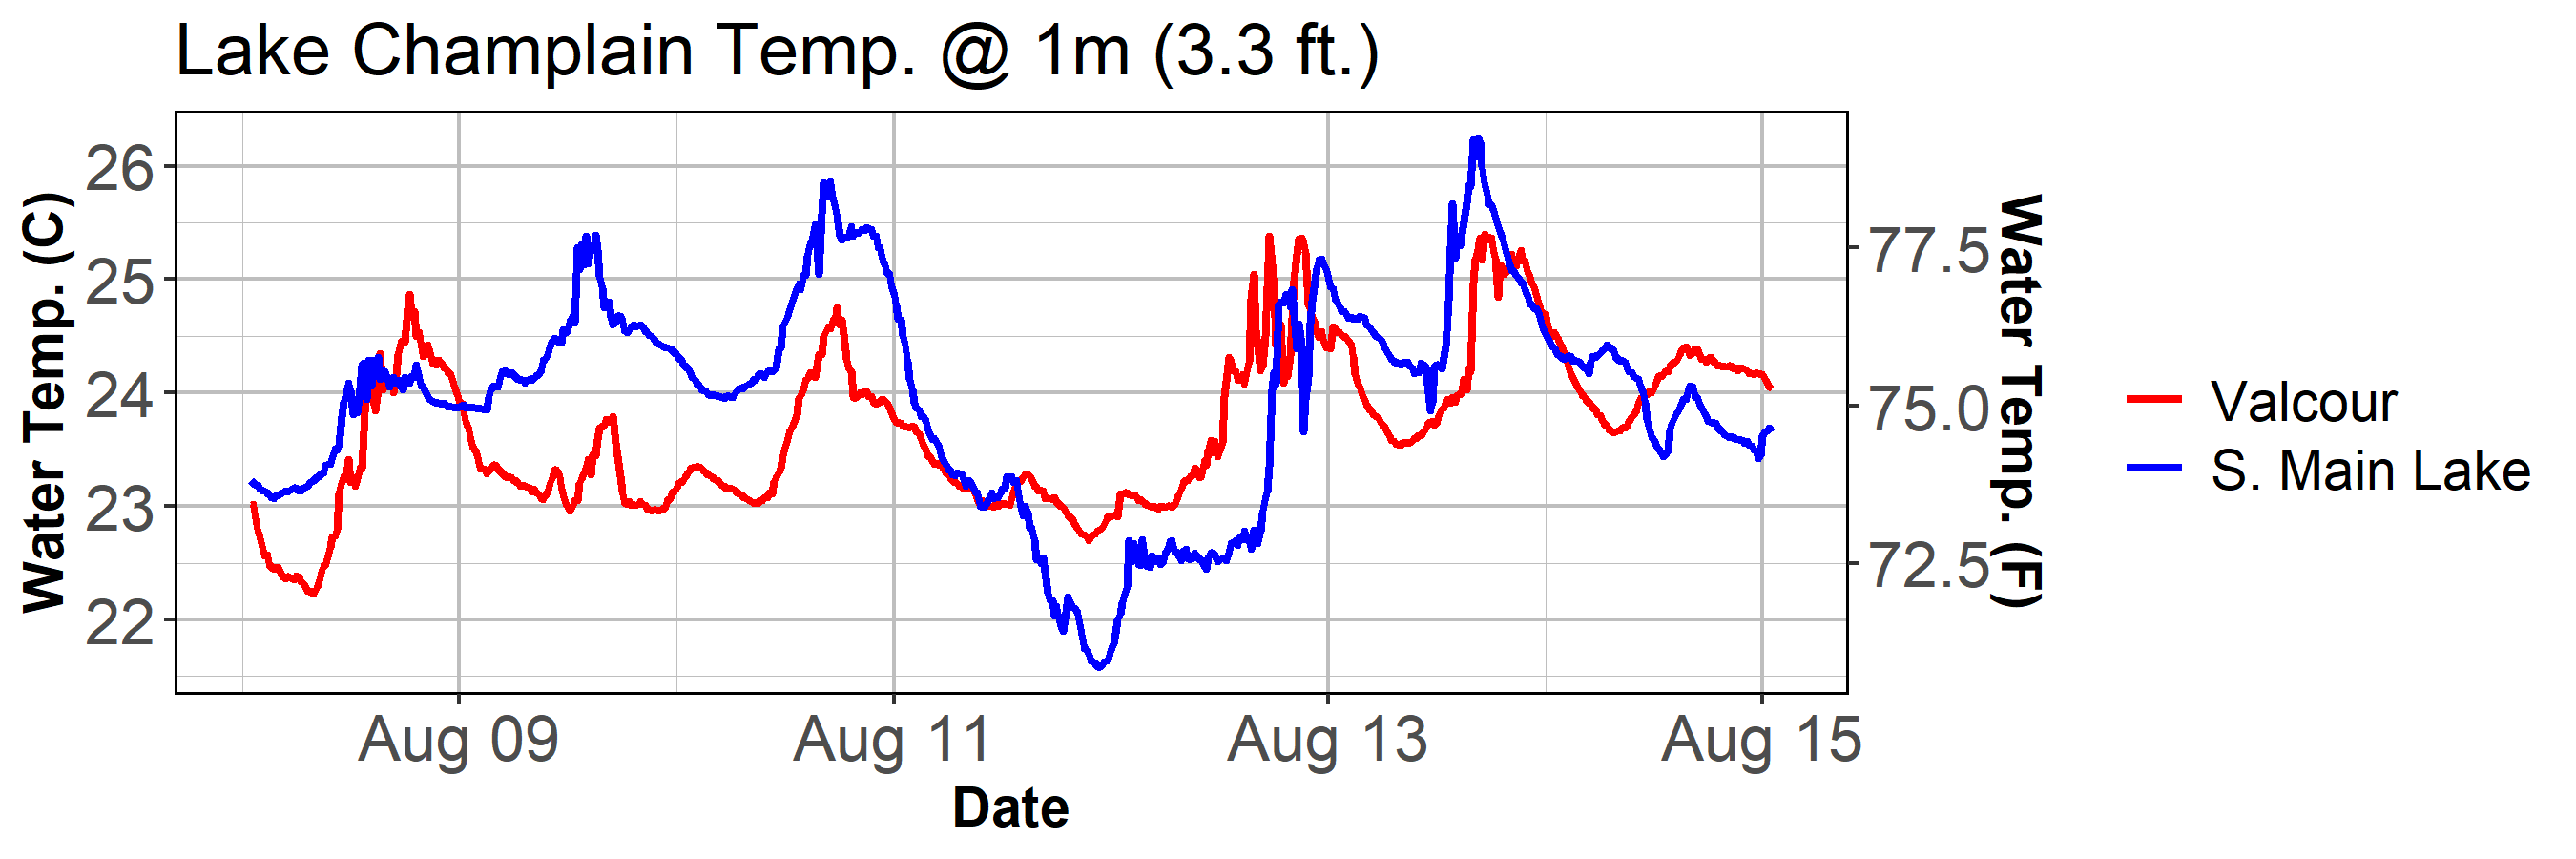 Lake Champlain Temp. @ 1m (3.3 ft.)
Water Temp. (C)
26
25
24
23
22
77.5
75.0
72.5
Water Temp. (F)
Aug 09
Aug 11
Aug 13
Aug 15
Date
Valcour
S. Main Lake